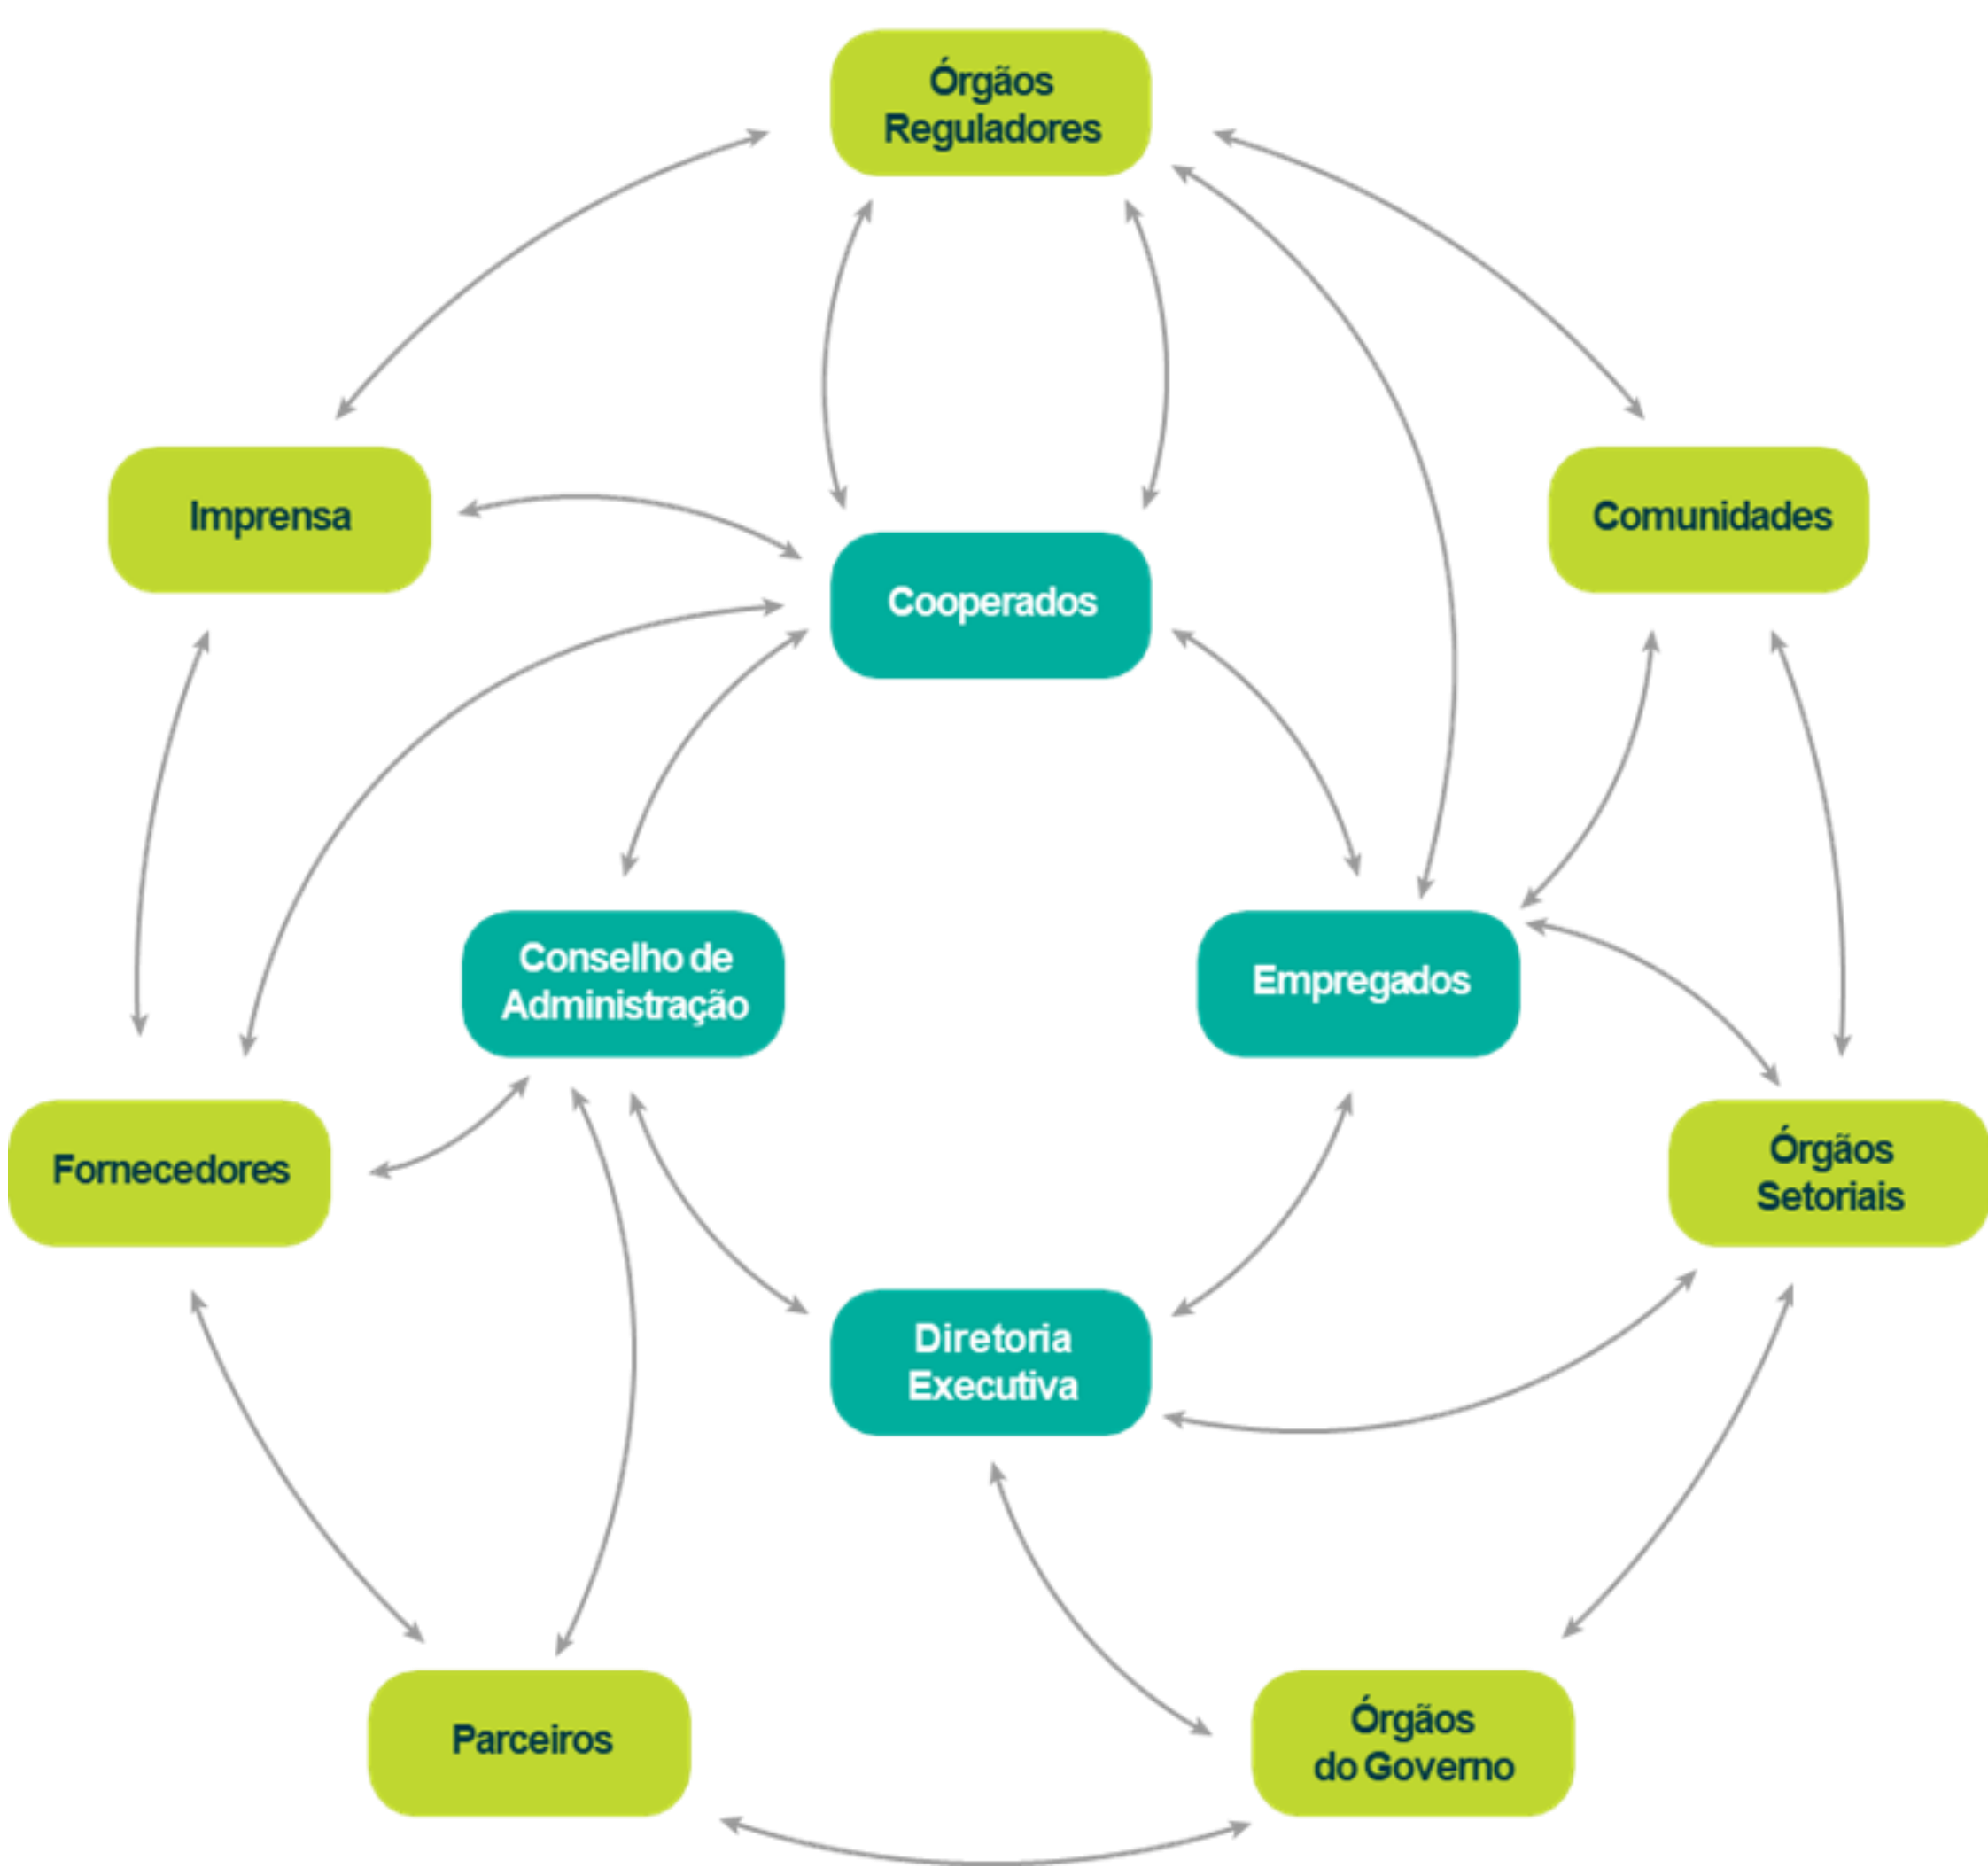 Órgãos
Reguladores
Imprensa
Comunidades
Cooperados
Conselho de
Administração
Empregados
Fornecedores
Órgãos
Setoriais
Diretoria
Executiva
Parceiros
Órgãos
do Governo